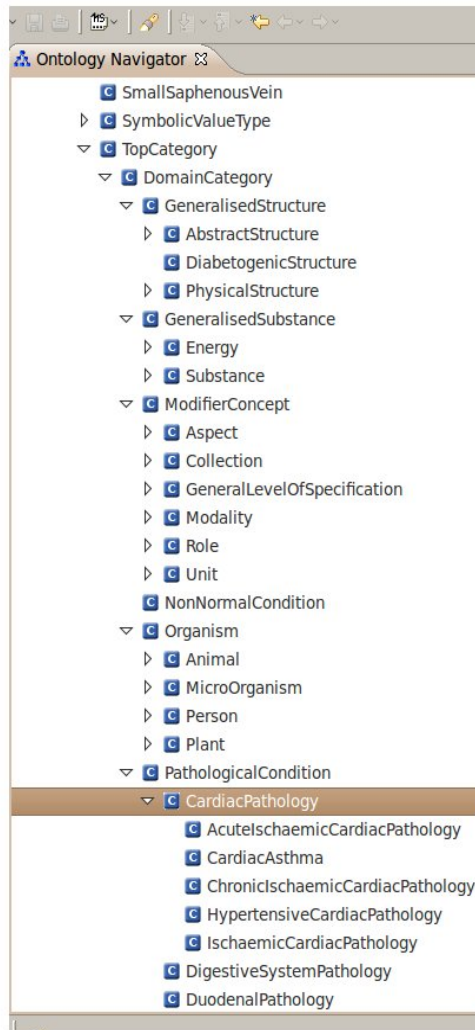 Ontology Navigator
SmallSaphenousVein
SymbolicValueType
TopCategory
DomainCategory
GeneralisedStructure
AbstractStructure
DiabetogenicStructure
PhysicalStructure
GeneralisedSubstance
Energy
Substance
ModifierConcept
Aspect
Collection
GeneralLevelOfSpecification
Modality
Role
Unit
NonNormalCondition
Organism
Animal
MicroOrganism
Person
Plant
PathologicalCondition
CardiacPathology
AcuteIschaemicCardiacPathology
CardiacAsthma
ChronicIschaemicCardiacPathology
HypertensiveCardiacPathology
IschaemicCardiacPathology
DigestiveSystemPathology
DuodenalPathology